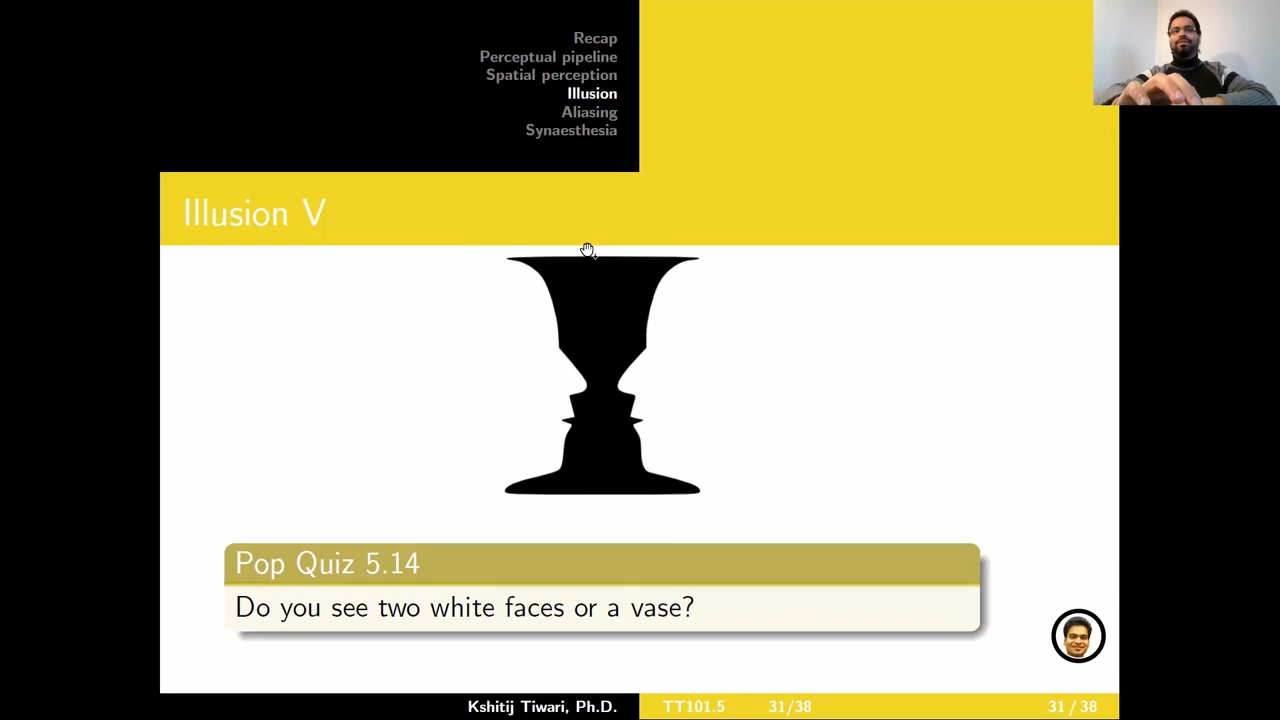 Recap
Perceptual pipeline
Spatial perception
Illusion
Aliasing
Synaesthesia
Illusion V
Pop Quiz 5.14
Do you see two white faces or a vase?
Kshitij Tiwari, Ph.D. TT101.5 31/38 31 / 38